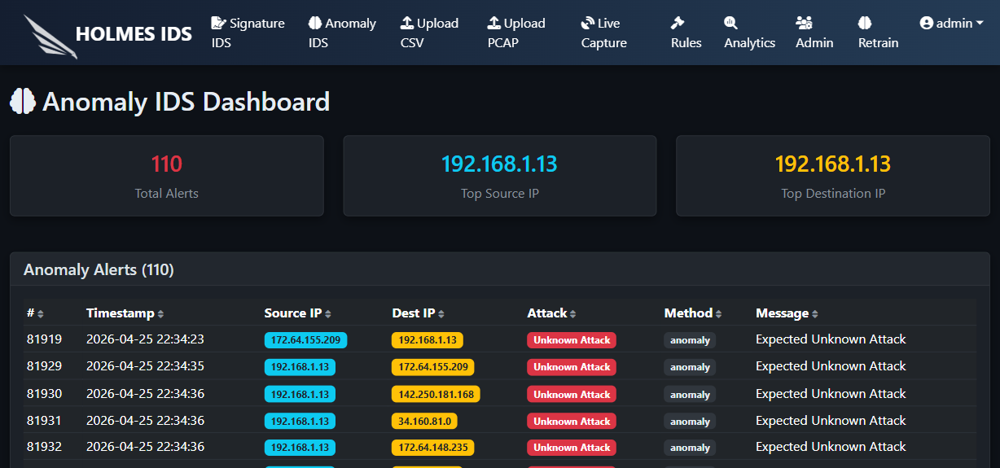 HOLMES IDS
Signature IDS
Anomaly IDS
Upload CSV
Upload PCAP
Live Capture
Rules
Analytics
Admin
Retrain
admin
Anomaly IDS Dashboard
110
Total Alerts
192.168.1.13
Top Source IP
192.168.1.13
Top Destination IP
Anomaly Alerts (110)
# Timestamp Source IP Dest IP Attack Method Message
81919 2026-04-25 22:34:23 172.64.155.209 192.168.1.13 Unknown Attack anomaly Expected Unknown Attack
81929 2026-04-25 22:34:35 192.168.1.13 172.64.155.209 Unknown Attack anomaly Expected Unknown Attack
81930 2026-04-25 22:34:36 192.168.1.13 142.250.181.168 Unknown Attack anomaly Expected Unknown Attack
81931 2026-04-25 22:34:36 192.168.1.13 34.160.81.0 Unknown Attack anomaly Expected Unknown Attack
81932 2026-04-25 22:34:36 192.168.1.13 172.64.148.235 Unknown Attack anomaly Expected Unknown Attack